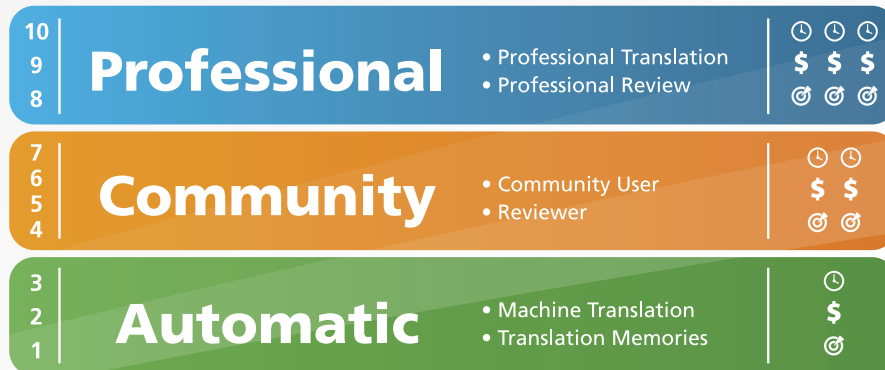 10
9
8
Professional
• Professional Translation
• Professional Review
$ $ $
7
6
5
4
Community
• Community User
• Reviewer
$ $
3
2
1
Automatic
• Machine Translation
• Translation Memories
$